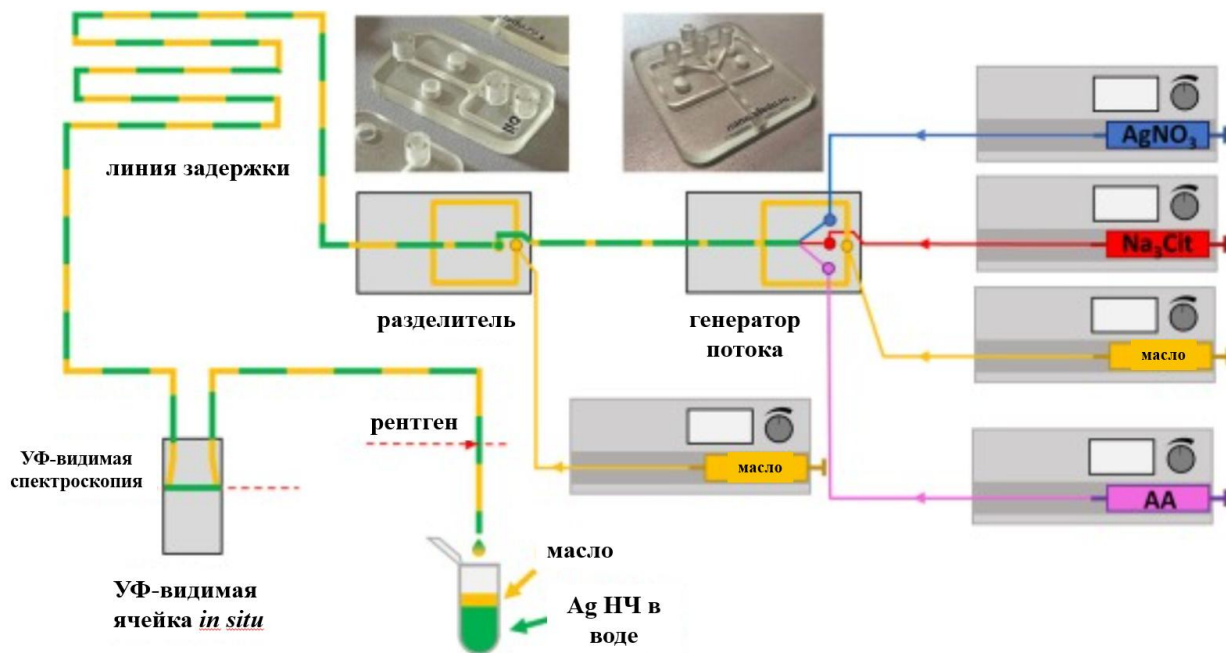 AgNO₃
линия задержки
Na₃Cit
разделитель
генератор
потока
масло
рентген
масло
УФ-видимая
спектроскопия
AA
масло
УФ-видимая
ячейка in situ
Ag НЧ в
воде